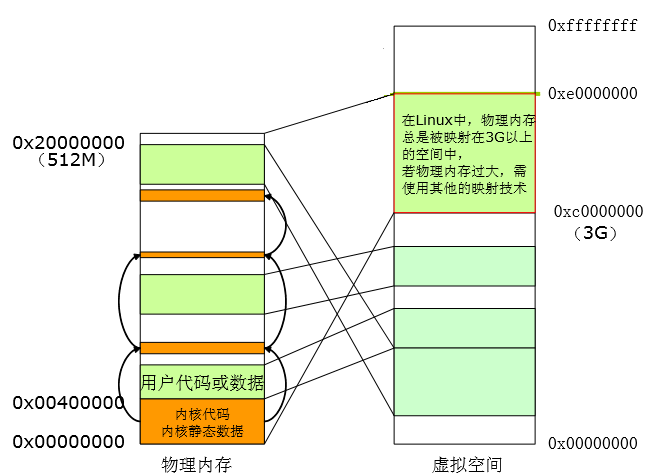 0xffffffff
0xe0000000
在Linux中，物理内存
总是被映射在3G以上
的空间中，
若物理内存过大，需
使用其他的映射技术
0x20000000
（512M）
0xc0000000
（3G）
用户代码或数据
0x00400000
内核代码
内核静态数据
0x00000000
0x00000000
物理内存
虚拟空间